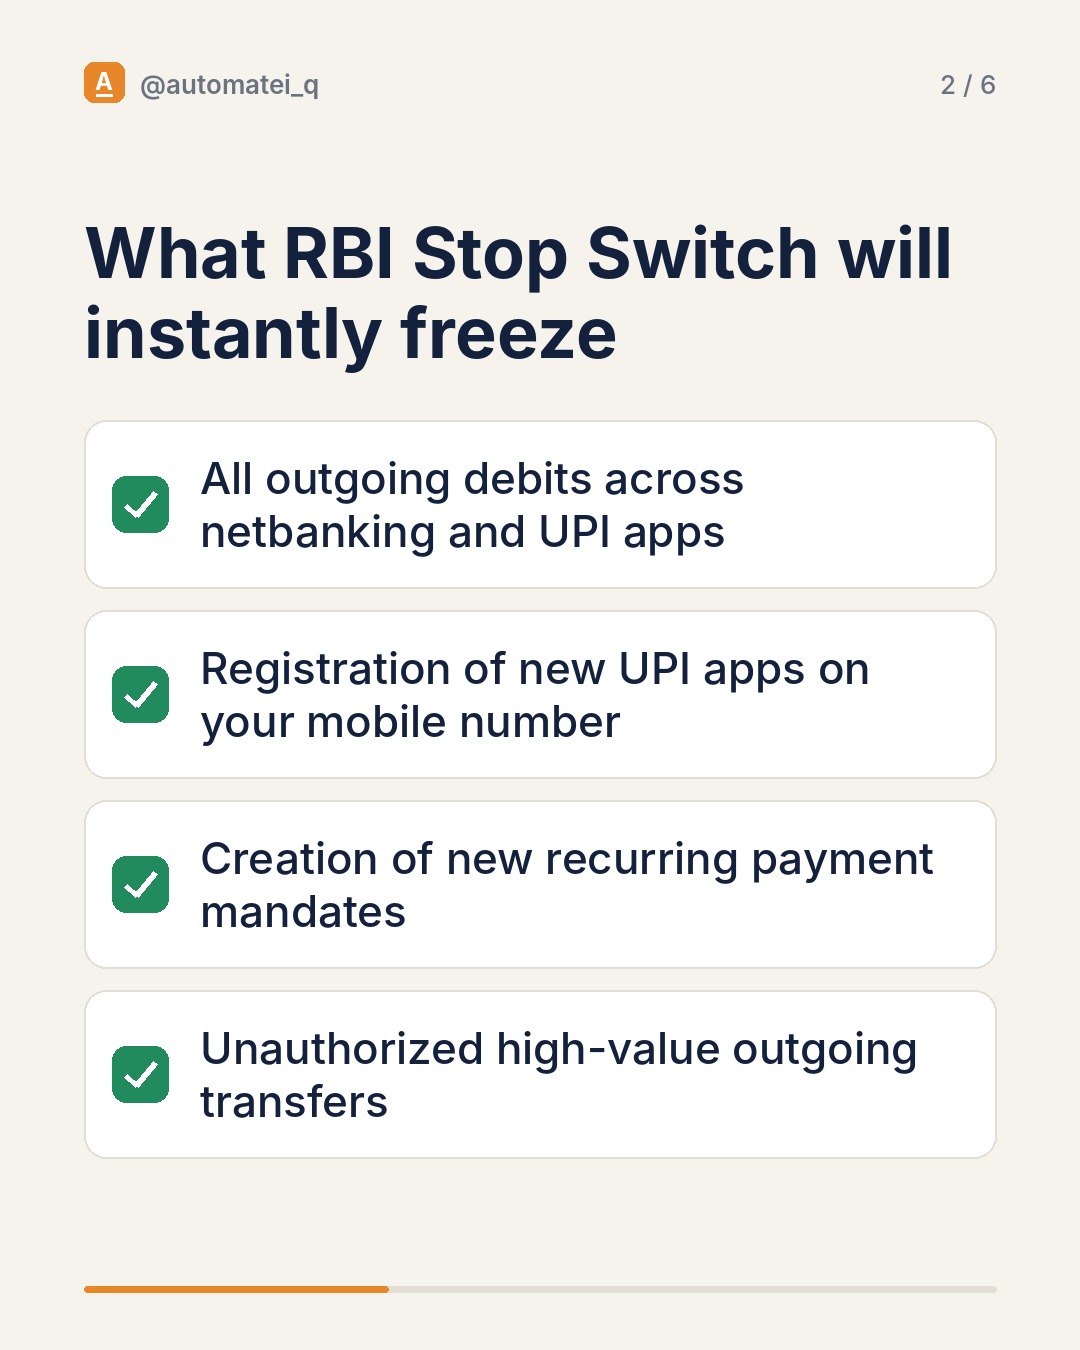 A
@automatei_q
2 / 6
What RBI Stop Switch will
instantly freeze
All outgoing debits across
netbanking and UPI apps
Registration of new UPI apps on
your mobile number
Creation of new recurring payment
mandates
Unauthorized high-value outgoing
transfers